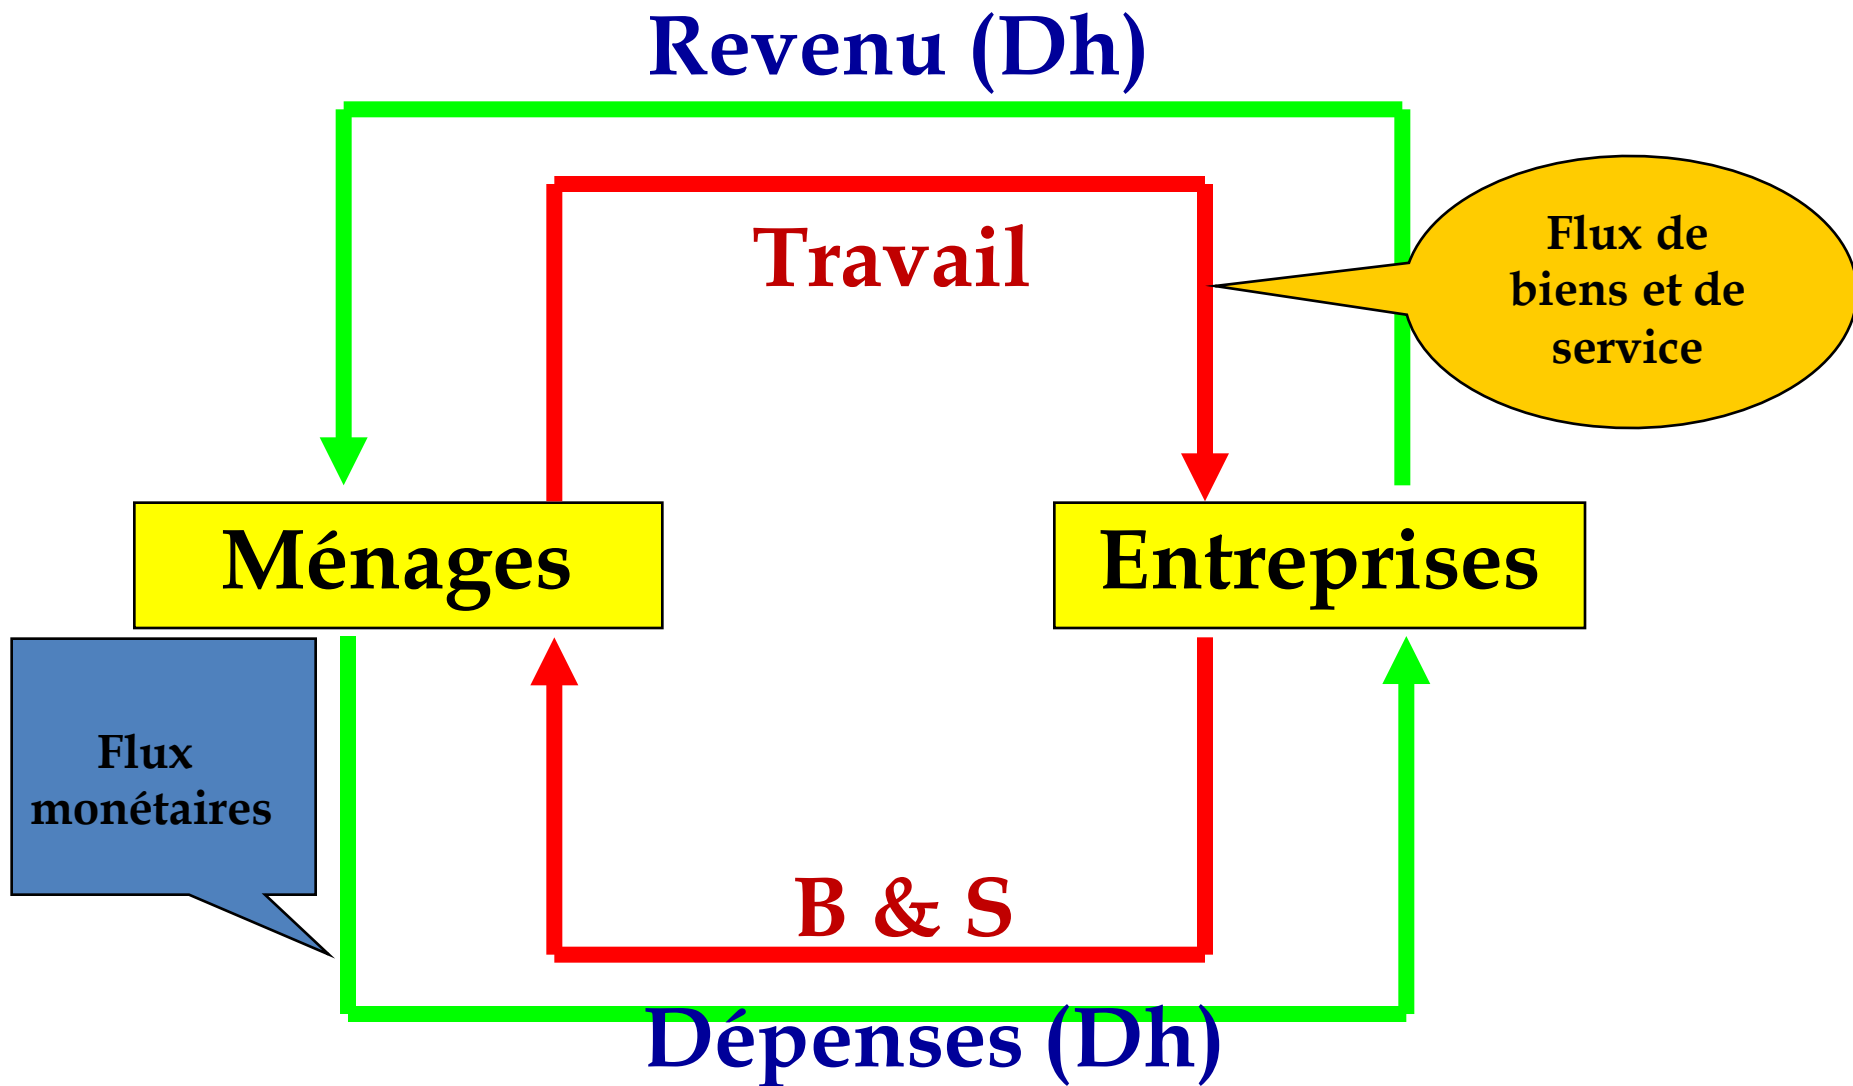 Revenu (Dh)
Travail
Flux de
biens et de
service
Ménages
Entreprises
Flux
monétaires
B & S
Dépenses (Dh)